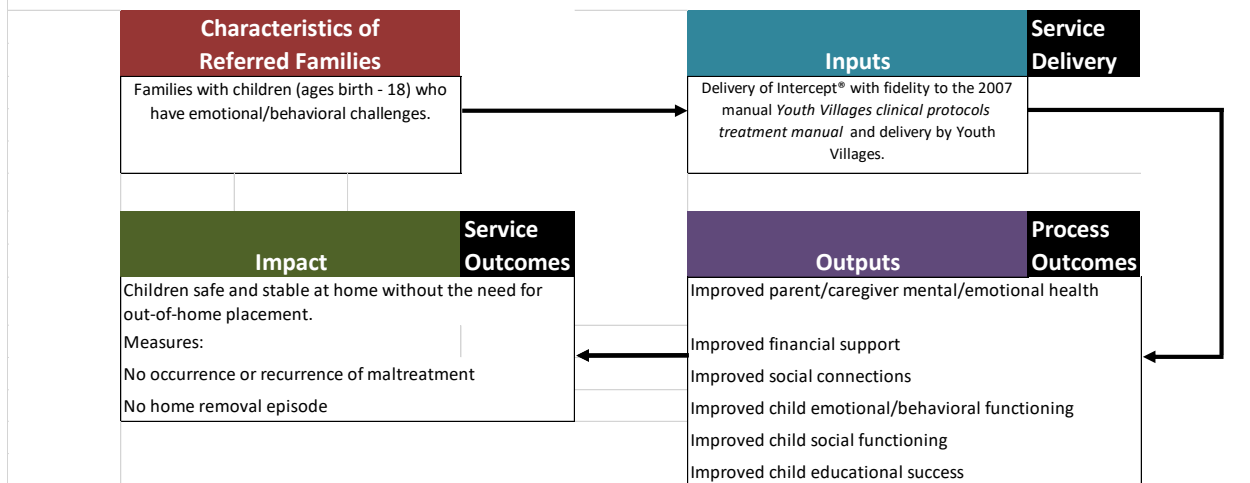 Characteristics of
Referred Families
Families with children (ages birth - 18) who
have emotional/behavioral challenges.
Inputs
Service
Delivery
Delivery of Intercept® with fidelity to the 2007
manual Youth Villages clinical protocols
treatment manual and delivery by Youth
Villages.
Impact
Service
Outcomes
Children safe and stable at home without the need for
out-of-home placement.
Measures:
No occurrence or recurrence of maltreatment
No home removal episode
Outputs
Process
Outcomes
Improved parent/caregiver mental/emotional health
Improved financial support
Improved social connections
Improved child emotional/behavioral functioning
Improved child social functioning
Improved child educational success